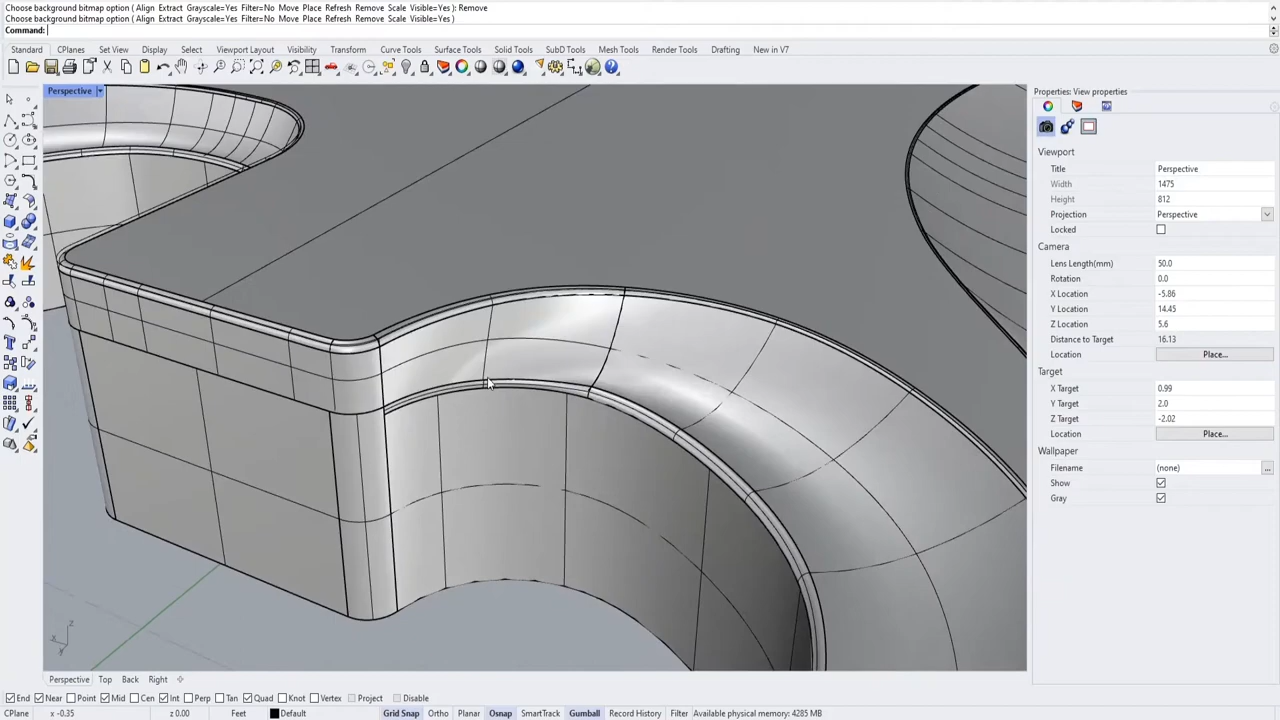 Choose background bitmap option ( Align Extract Grayscale=Yes Filter=No Move Place Refresh Remove Scale Visible=Yes ): Remove
Choose background bitmap option ( Align Extract Grayscale=Yes Filter=No Move Place Refresh Remove Scale Visible=Yes )
Command:
Standard CPlanes Set View Display Select Viewport Layout Visibility Transform Curve Tools Surface Tools Solid Tools SubD Tools Mesh Tools Render Tools Drafting New in V7
Perspective
Properties: View properties
Viewport
Title Perspective
Width 1475
Height 812
Projection Perspective
Locked
Camera
Lens Length(mm) 50.0
Rotation 0.0
X Location -5.86
Y Location 14.45
Z Location 5.6
Distance to Target 16.13
Location Place...
Target
X Target 0.99
Y Target 2.0
Z Target -2.02
Location Place...
Wallpaper
Filename (none) ...
Show
Gray
z
x
y
Perspective Top Back Right
End Near Point Mid Cen Int Perp Tan Quad Knot Vertex Project Disable
CPlane x -0.35 z 0.00 Feet Default Grid Snap Ortho Planar Osnap SmartTrack Gumball Record History Filter Available physical memory: 4285 MB